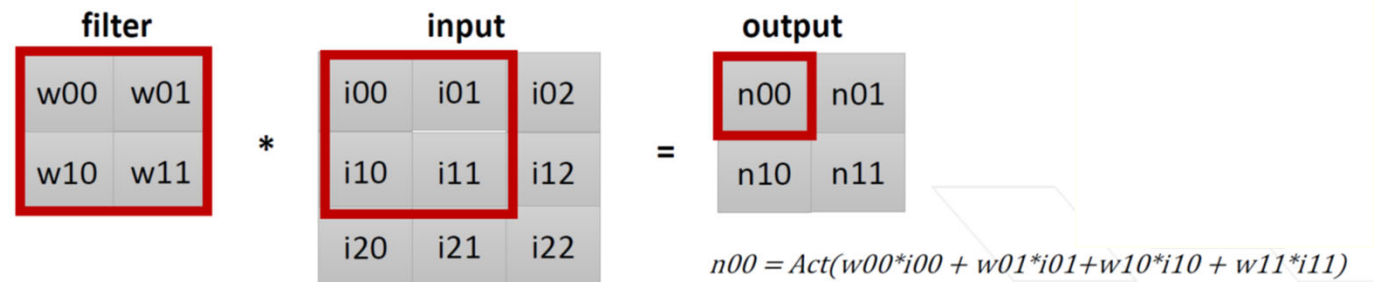 filter input output
w00 w01 i00 i01 i02 n00 n01
* =
w10 w11 i10 i11 i12 n10 n11
i20 i21 i22
n00 = Act(w00*i00 + w01*i01+w10*i10 + w11*i11)